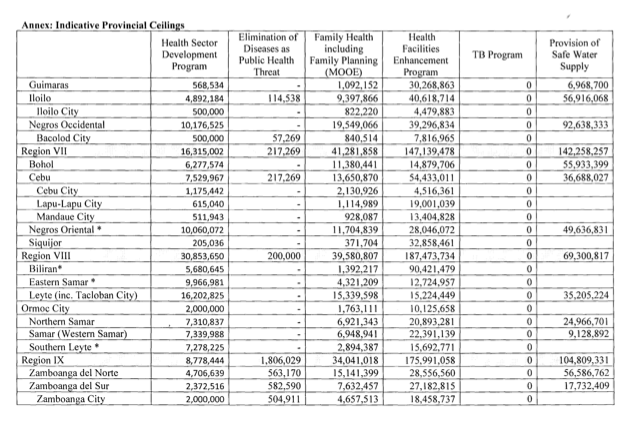 Annex: Indicative Provincial Ceilings
Health Sector Development Program | Elimination of Diseases as Public Health Threat | Family Health including Family Planning (MOOE) | Health Facilities Enhancement Program | TB Program | Provision of Safe Water Supply
Guimaras 568,534 - 1,092,152 30,268,863 0 6,968,700
Iloilo 4,892,184 114,538 9,397,866 40,618,714 0 56,916,068
Iloilo City 500,000 - 822,220 4,479,883 0
Negros Occidental 10,176,525 - 19,549,066 39,296,834 0 92,638,333
Bacolod City 500,000 57,269 840,514 7,816,965 0
Region VII 16,315,002 217,269 41,281,858 147,139,478 0 142,258,257
Bohol 6,277,574 - 11,380,441 14,879,706 0 55,933,399
Cebu 7,529,967 217,269 13,650,870 54,433,011 0 36,688,027
Cebu City 1,175,442 - 2,130,926 4,516,361 0
Lapu-Lapu City 615,040 - 1,114,989 19,001,039 0
Mandaue City 511,943 - 928,087 13,404,828 0
Negros Oriental * 10,060,072 - 11,704,839 28,046,072 0 49,636,831
Siquijor 205,036 - 371,704 32,858,461 0
Region VIII 30,853,650 200,000 39,580,807 187,473,734 0 69,300,817
Biliran* 5,680,645 - 1,392,217 90,421,479 0
Eastern Samar * 9,966,981 - 4,321,209 12,724,957 0
Leyte (inc. Tacloban City) 16,202,825 - 15,339,598 15,224,449 0 35,205,224
Ormoc City 2,000,000 - 1,763,111 10,125,658 0
Northern Samar 7,310,837 - 6,921,343 20,893,281 0 24,966,701
Samar (Western Samar) 7,339,988 - 6,948,941 22,391,139 0 9,128,892
Southern Leyte * 7,278,225 - 2,894,387 15,692,771 0
Region IX 8,778,444 1,806,029 34,041,018 175,991,058 0 104,809,331
Zamboanga del Norte 4,706,639 563,170 15,141,399 28,556,560 0 56,586,762
Zamboanga del Sur 2,372,516 582,590 7,632,457 27,182,815 0 17,732,409
Zamboanga City 2,000,000 504,911 4,657,513 18,458,737 0